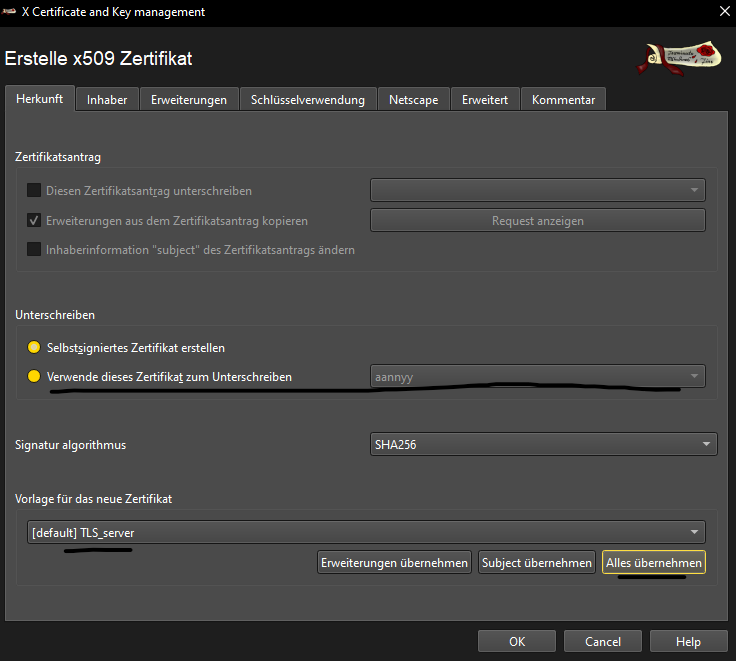 X Certificate and Key management
Erstelle x509 Zertifikat
Herkunft
Inhaber
Erweiterungen
Schlüsselverwendung
Netscape
Erweitert
Kommentar
Zertifikatsantrag
Diesen Zertifikatsantrag unterschreiben
Erweiterungen aus dem Zertifikatsantrag kopieren
Request anzeigen
Inhaberinformation "subject" des Zertifikatsantrags ändern
Unterschreiben
Selbstsigniertes Zertifikat erstellen
Verwende dieses Zertifikat zum Unterschreiben
aannyy
Signatur algorithmus
SHA256
Vorlage für das neue Zertifikat
[default] TLS_server
Erweiterungen übernehmen
Subject übernehmen
Alles übernehmen
OK
Cancel
Help